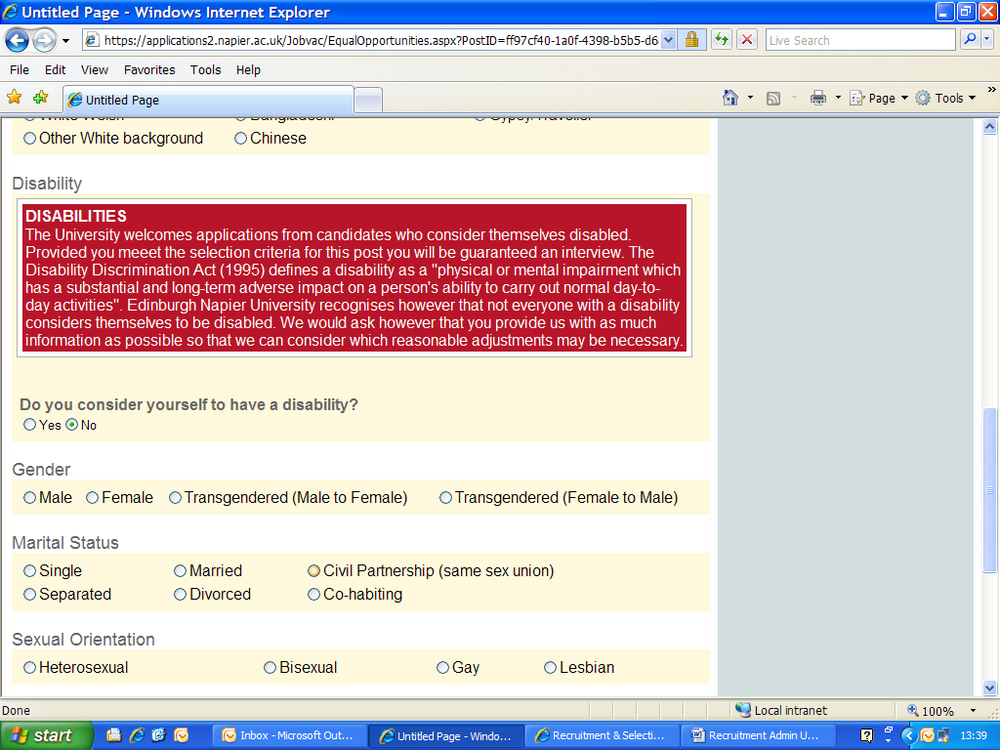 Untitled Page - Windows Internet Explorer
https://applications2.napier.ac.uk/Jobvac/EqualOpportunities.aspx?PostID=ff97cf40-1a0f-4398-b5b5-d6
Live Search
File Edit View Favorites Tools Help
Untitled Page
Page Tools
White Welsh Bangladeshi Gypsy/Traveller
Other White background Chinese
Disability
DISABILITIES
The University welcomes applications from candidates who consider themselves disabled.
Provided you meeet the selection criteria for this post you will be guaranteed an interview. The
Disability Discrimination Act (1995) defines a disability as a "physical or mental impairment which
has a substantial and long-term adverse impact on a person's ability to carry out normal day-to-
day activities". Edinburgh Napier University recognises however that not everyone with a disability
considers themselves to be disabled. We would ask however that you provide us with as much
information as possible so that we can consider which reasonable adjustments may be necessary.
Do you consider yourself to have a disability?
Yes No
Gender
Male Female Transgendered (Male to Female) Transgendered (Female to Male)
Marital Status
Single Married Civil Partnership (same sex union)
Separated Divorced Co-habiting
Sexual Orientation
Heterosexual Bisexual Gay Lesbian
Done Local intranet 100%
start Inbox - Microsoft Out... Untitled Page - Windo... Recruitment & Selecti... Recruitment Admin U... 13:39